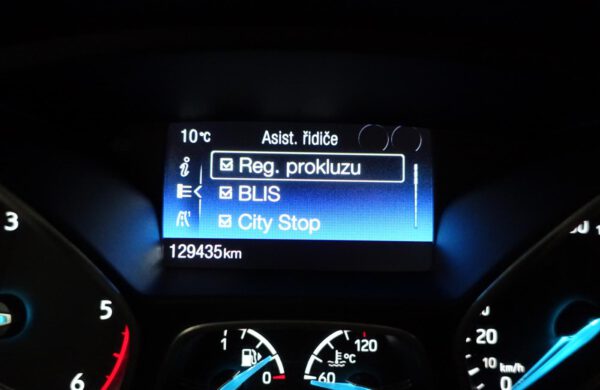 10°C Asist. řidiče
Reg. prokluzu
BLIS
City Stop
129435km
3
5
6
1
0
°C
120
60
20
10
km/h
0